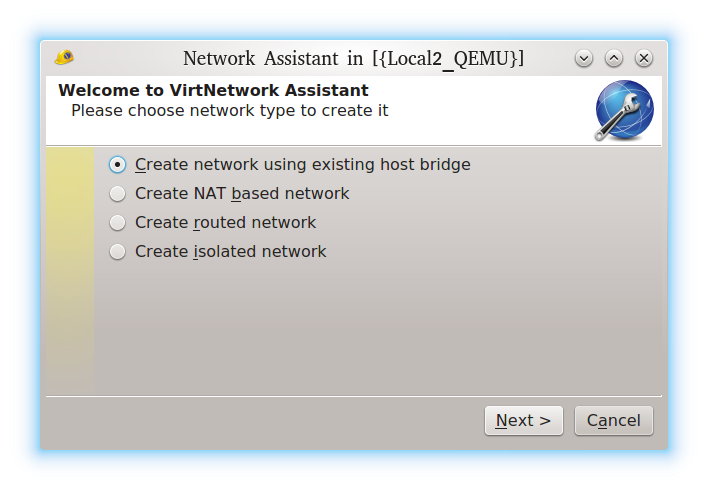 Network Assistant in [{Local2_QEMU}]
Welcome to VirtNetwork Assistant
Please choose network type to create it
Create network using existing host bridge
Create NAT based network
Create routed network
Create isolated network
Next > Cancel